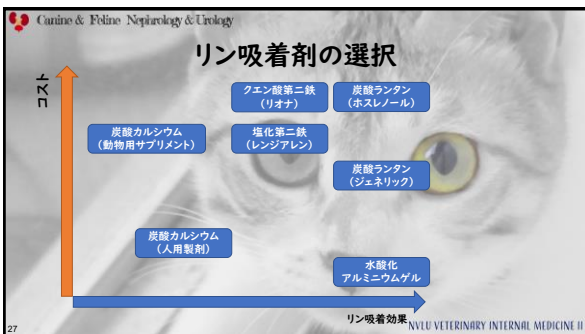 Canine & Feline Nephrology & Urology
リン吸着剤の選択
コスト
クエン酸第二鉄
(リオナ)
炭酸ランタン
(ホスレノール)
炭酸カルシウム
(動物用サプリメント)
塩化第二鉄
(レンジアレン)
炭酸ランタン
(ジェネリック)
炭酸カルシウム
(人用製剤)
水酸化
アルミニウムゲル
リン吸着効果
27
NVLU VETERINARY INTERNAL MEDICINE II